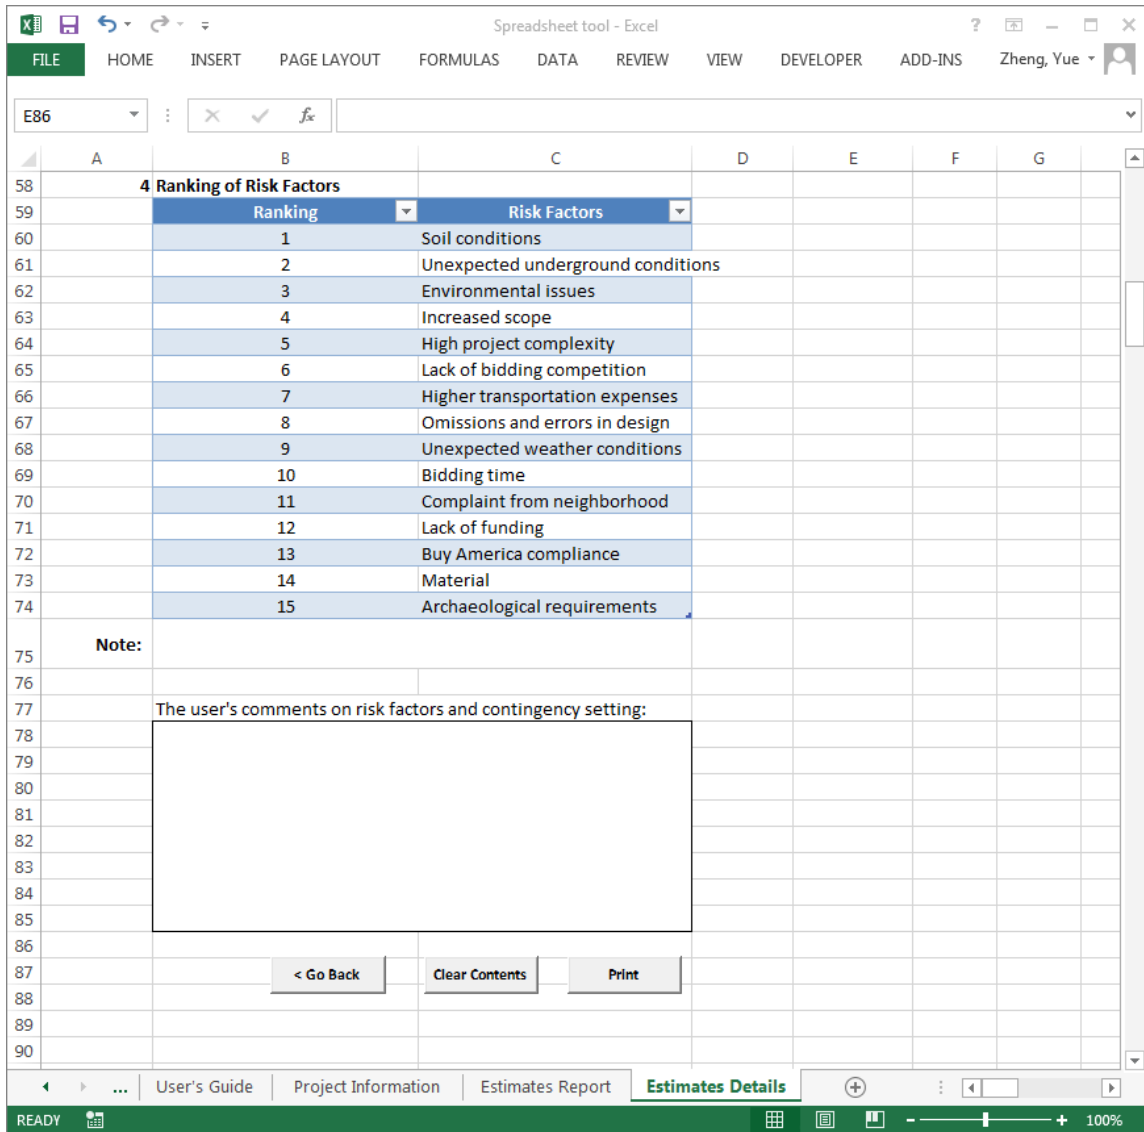 Spreadsheet tool - Excel
?
FILE HOME INSERT PAGE LAYOUT FORMULAS DATA REVIEW VIEW DEVELOPER ADD-INS Zheng, Yue
E86 fx
A B C D E F G
58 4 Ranking of Risk Factors
59 Ranking Risk Factors
60 1 Soil conditions
61 2 Unexpected underground conditions
62 3 Environmental issues
63 4 Increased scope
64 5 High project complexity
65 6 Lack of bidding competition
66 7 Higher transportation expenses
67 8 Omissions and errors in design
68 9 Unexpected weather conditions
69 10 Bidding time
70 11 Complaint from neighborhood
71 12 Lack of funding
72 13 Buy America compliance
73 14 Material
74 15 Archaeological requirements
75 Note:
76
77 The user's comments on risk factors and contingency setting:
78
79
80
81
82
83
84
85
86
87 < Go Back Clear Contents Print
88
89
90
... User's Guide Project Information Estimates Report Estimates Details
READY 100%